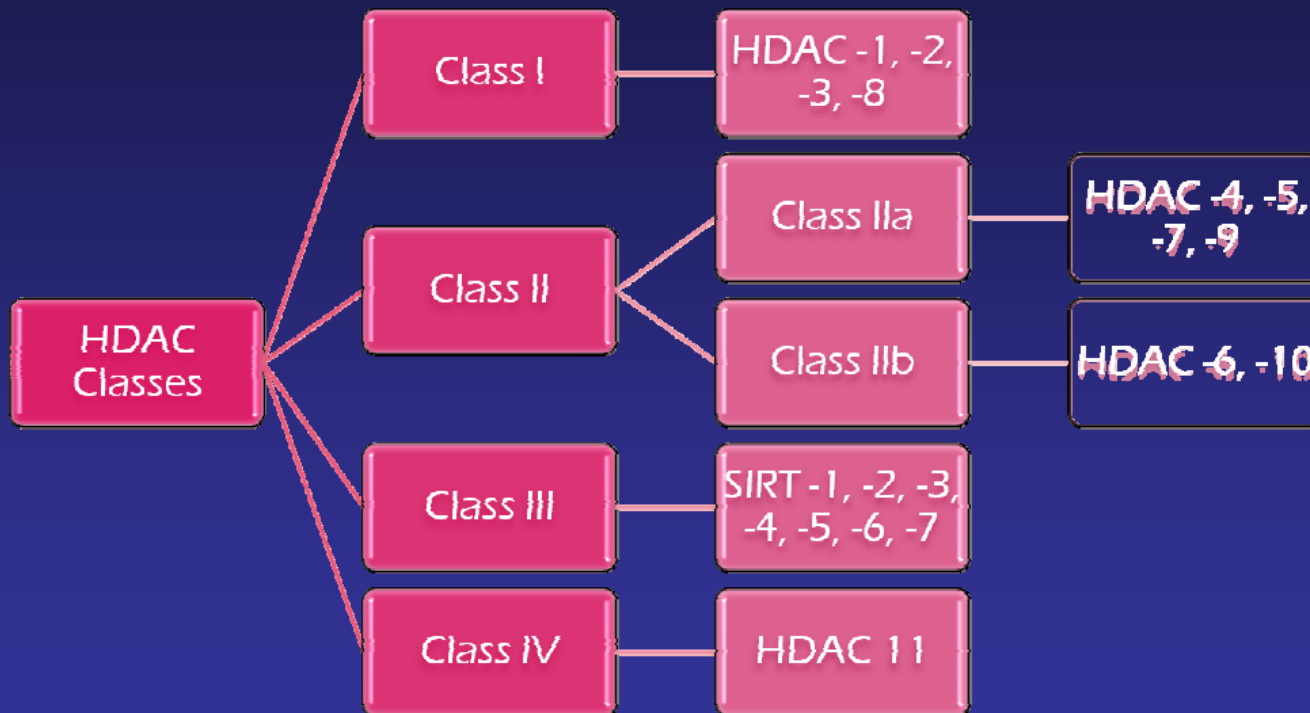 HDAC
Classes
Class I
HDAC -1, -2,
-3, -8
Class II
Class IIa
HDAC -4, -5,
-7, -9
Class IIb
HDAC -6, -10
Class III
SIRT -1, -2, -3,
-4, -5, -6, -7
Class IV
HDAC 11